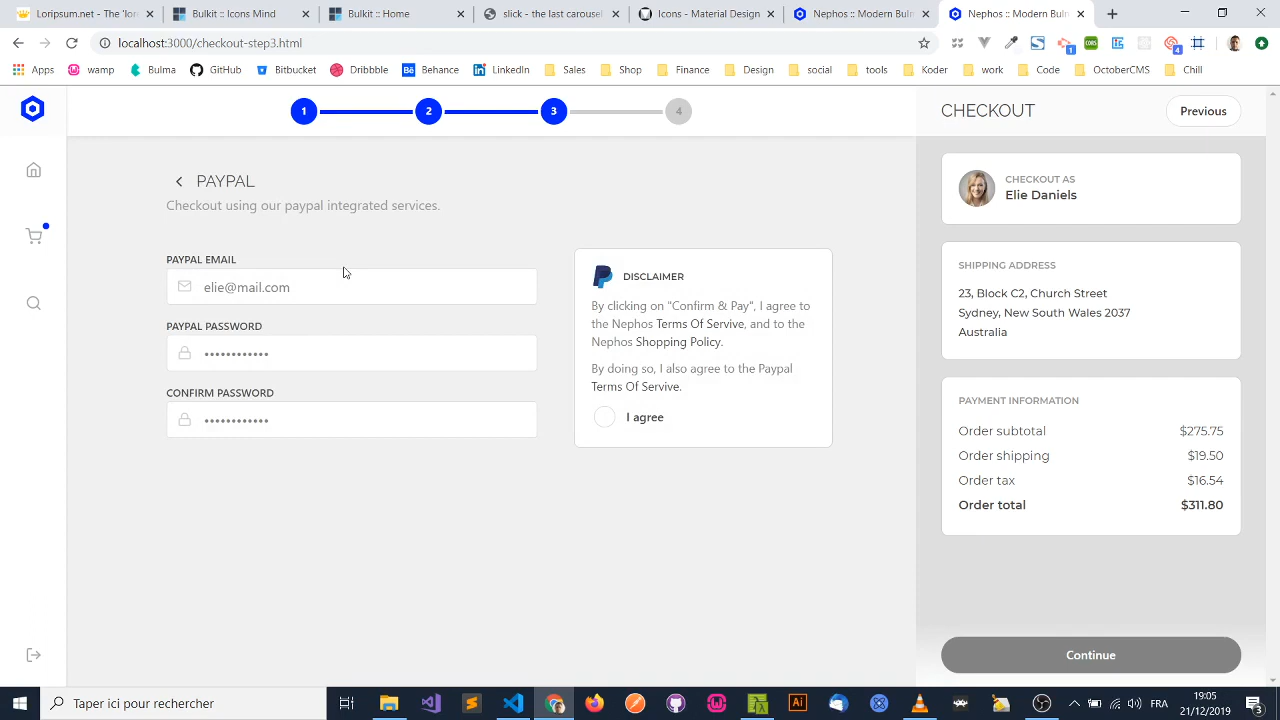 Loripsum.net - The 'lor
Bulkit :: Icons Mind
Bulkit :: Home
slick - the last carousel
Icons - Material Design
Nephos :: Modern Bulm
Nephos :: Modern Bulm
localhost:3000/checkout-step3.html
Apps
wamp
Bulma
GitHub
Bitbucket
Dribbble
Behance
LinkedIn
Sales
Shop
Finance
Design
social
tools
Koder
work
Code
OctoberCMS
Chill
1
2
3
4
CHECKOUT
Previous
PAYPAL
Checkout using our paypal integrated services.
PAYPAL EMAIL
elie@mail.com
PAYPAL PASSWORD
••••••••••••
CONFIRM PASSWORD
••••••••••••
DISCLAIMER
By clicking on "Confirm & Pay", I agree to
the Nephos Terms Of Servive, and to the
Nephos Shopping Policy.
By doing so, I also agree to the Paypal
Terms Of Servive.
I agree
CHECKOUT AS
Elie Daniels
SHIPPING ADDRESS
23, Block C2, Church Street
Sydney, New South Wales 2037
Australia
PAYMENT INFORMATION
Order subtotal $275.75
Order shipping $19.50
Order tax $16.54
Order total $311.80
Continue
Taper ici pour rechercher
FRA
19:05
21/12/2019
3